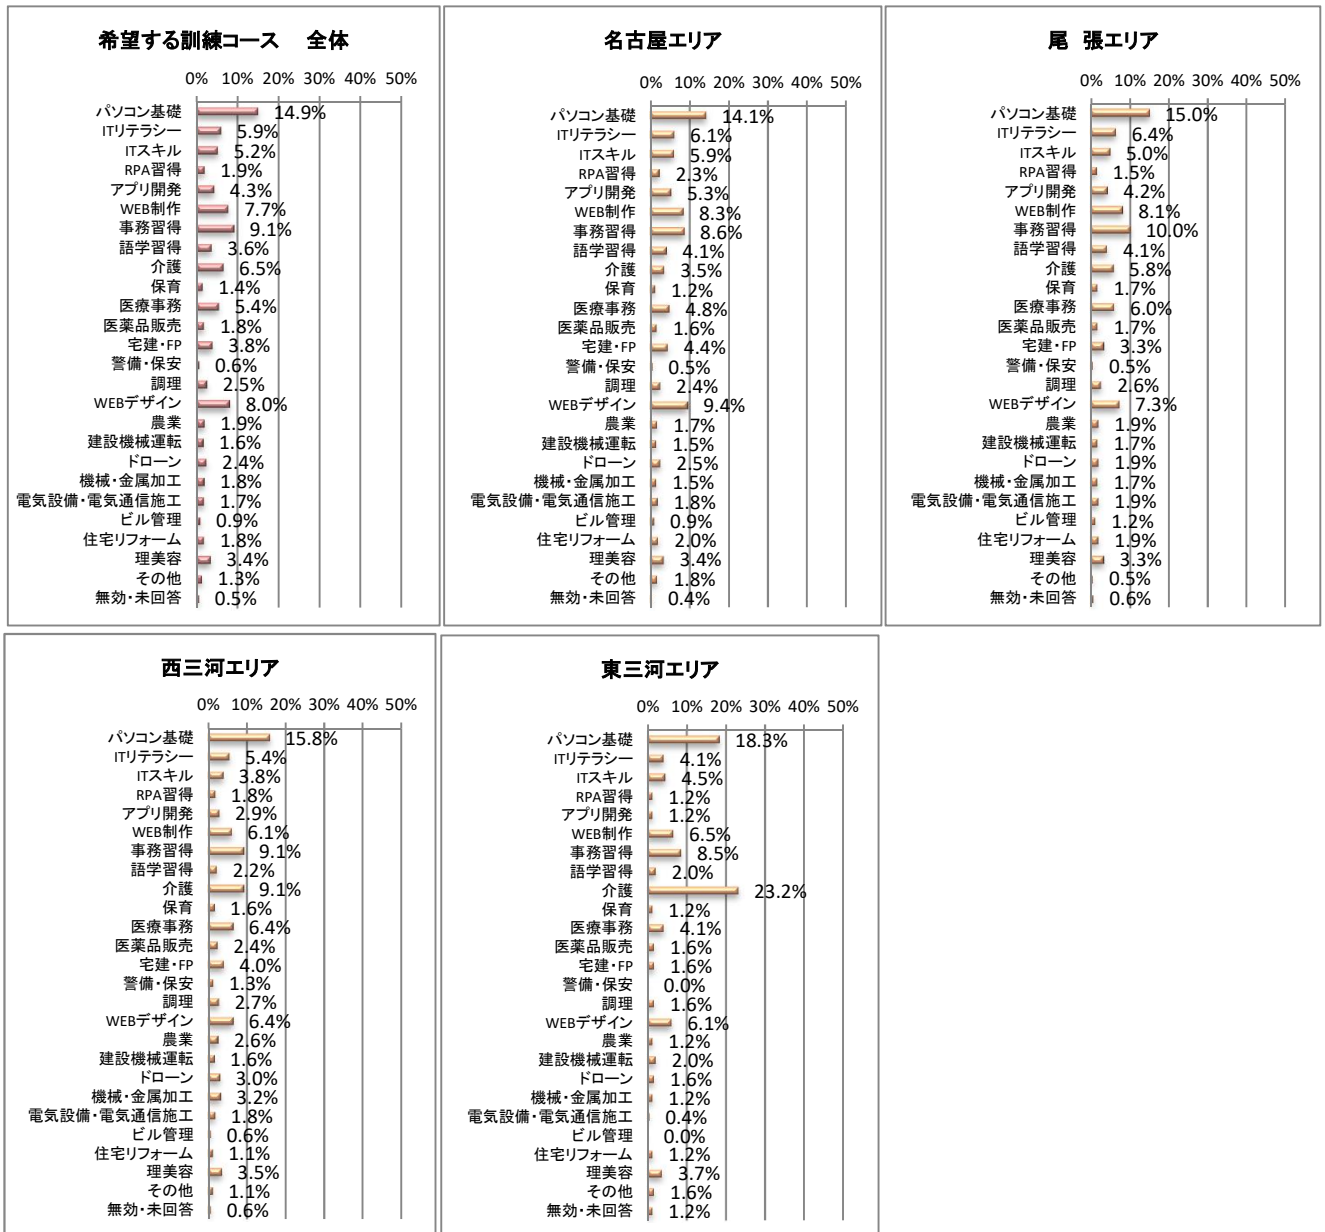 希望する訓練コース　全体
0% 10% 20% 30% 40% 50%
パソコン基礎 14.9%
ITリテラシー 5.9%
ITスキル 5.2%
RPA習得 1.9%
アプリ開発 4.3%
WEB制作 7.7%
事務習得 9.1%
語学習得 3.6%
介護 6.5%
保育 1.4%
医療事務 5.4%
医薬品販売 1.8%
宅建・FP 3.8%
警備・保安 0.6%
調理 2.5%
WEBデザイン 8.0%
農業 1.9%
建設機械運転 1.6%
ドローン 2.4%
機械・金属加工 1.8%
電気設備・電気通信施工 1.7%
ビル管理 0.9%
住宅リフォーム 1.8%
理美容 3.4%
その他 1.3%
無効・未回答 0.5%
名古屋エリア
0% 10% 20% 30% 40% 50%
パソコン基礎 14.1%
ITリテラシー 6.1%
ITスキル 5.9%
RPA習得 2.3%
アプリ開発 5.3%
WEB制作 8.3%
事務習得 8.6%
語学習得 4.1%
介護 3.5%
保育 1.2%
医療事務 4.8%
医薬品販売 1.6%
宅建・FP 4.4%
警備・保安 0.5%
調理 2.4%
WEBデザイン 9.4%
農業 1.7%
建設機械運転 1.5%
ドローン 2.5%
機械・金属加工 1.5%
電気設備・電気通信施工 1.8%
ビル管理 0.9%
住宅リフォーム 2.0%
理美容 3.4%
その他 1.8%
無効・未回答 0.4%
尾　張エリア
0% 10% 20% 30% 40% 50%
パソコン基礎 15.0%
ITリテラシー 6.4%
ITスキル 5.0%
RPA習得 1.5%
アプリ開発 4.2%
WEB制作 8.1%
事務習得 10.0%
語学習得 4.1%
介護 5.8%
保育 1.7%
医療事務 6.0%
医薬品販売 1.7%
宅建・FP 3.3%
警備・保安 0.5%
調理 2.6%
WEBデザイン 7.3%
農業 1.9%
建設機械運転 1.7%
ドローン 1.9%
機械・金属加工 1.7%
電気設備・電気通信施工 1.9%
ビル管理 1.2%
住宅リフォーム 1.9%
理美容 3.3%
その他 0.5%
無効・未回答 0.6%
西三河エリア
0% 10% 20% 30% 40% 50%
パソコン基礎 15.8%
ITリテラシー 5.4%
ITスキル 3.8%
RPA習得 1.8%
アプリ開発 2.9%
WEB制作 6.1%
事務習得 9.1%
語学習得 2.2%
介護 9.1%
保育 1.6%
医療事務 6.4%
医薬品販売 2.4%
宅建・FP 4.0%
警備・保安 1.3%
調理 2.7%
WEBデザイン 6.4%
農業 2.6%
建設機械運転 1.6%
ドローン 3.0%
機械・金属加工 3.2%
電気設備・電気通信施工 1.8%
ビル管理 0.6%
住宅リフォーム 1.1%
理美容 3.5%
その他 1.1%
無効・未回答 0.6%
東三河エリア
0% 10% 20% 30% 40% 50%
パソコン基礎 18.3%
ITリテラシー 4.1%
ITスキル 4.5%
RPA習得 1.2%
アプリ開発 1.2%
WEB制作 6.5%
事務習得 8.5%
語学習得 2.0%
介護 23.2%
保育 1.2%
医療事務 4.1%
医薬品販売 1.6%
宅建・FP 1.6%
警備・保安 0.0%
調理 1.6%
WEBデザイン 6.1%
農業 1.2%
建設機械運転 2.0%
ドローン 1.6%
機械・金属加工 1.2%
電気設備・電気通信施工 0.4%
ビル管理 0.0%
住宅リフォーム 1.2%
理美容 3.7%
その他 1.6%
無効・未回答 1.2%